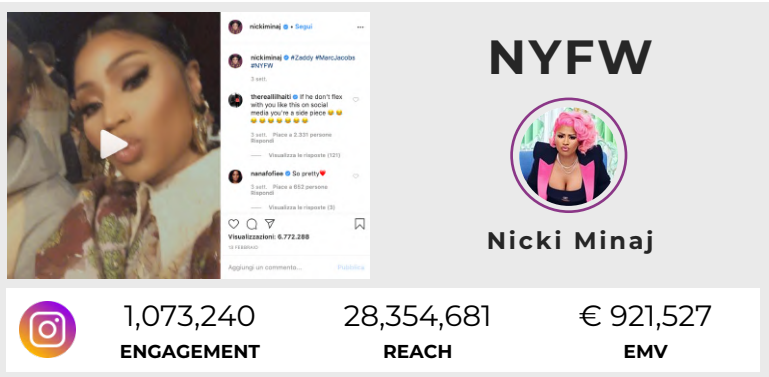 nickiminaj • Segui
nickiminaj #Zaddy #MercJacobs
#NYFW
3 sett.
thereallilhaiti If he don't flex
with you like this on social
media you're a side piece 😂😂
😂😂😂😂😂😂😂
3 sett. Piace a 2.331 persone
Rispondi
Visualizza le risposte (121)
nanafofiee So pretty❤
3 sett. Piace a 652 persone
Rispondi
Visualizza le risposte (3)
Visualizzazioni: 6.772.288
13 FEBBRAIO
Aggiungi un commento... Pubblica
NYFW
Nicki Minaj
1,073,240 28,354,681 € 921,527
ENGAGEMENT REACH EMV